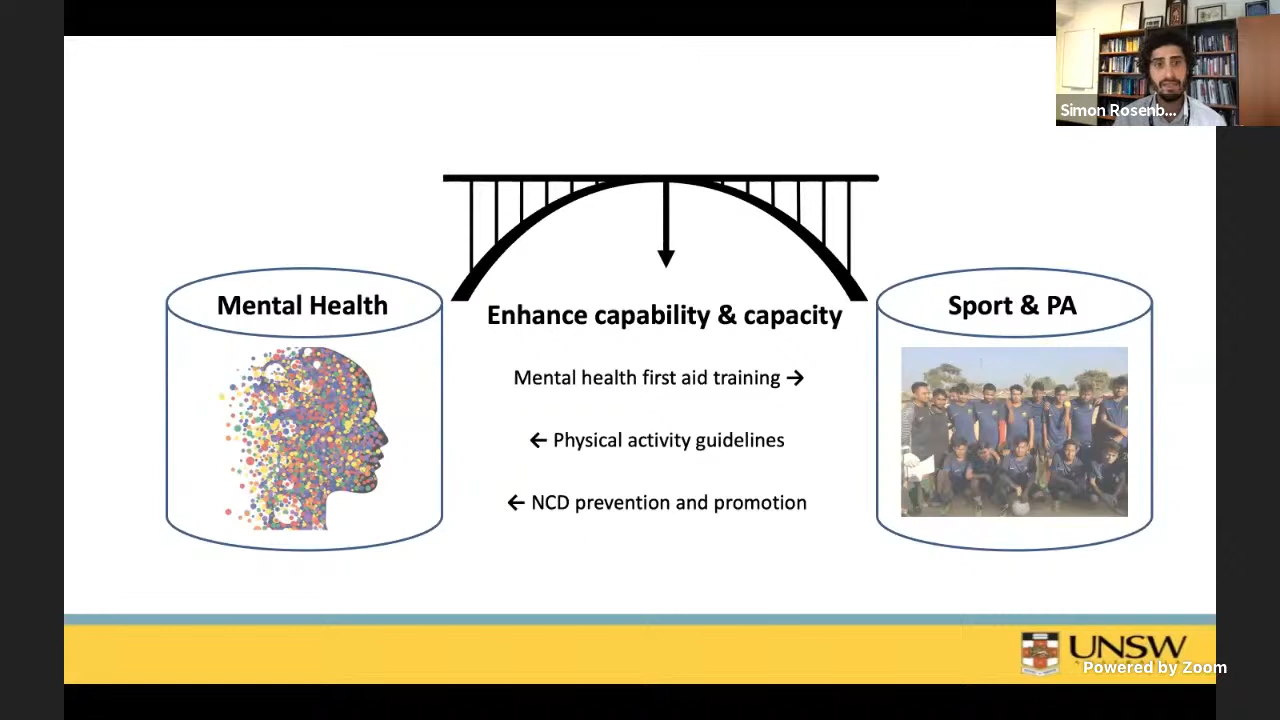 Simon Rosenb...
Mental Health
Sport & PA
Enhance capability & capacity
Mental health first aid training →
← Physical activity guidelines
← NCD prevention and promotion
UNSW
Powered by Zoom